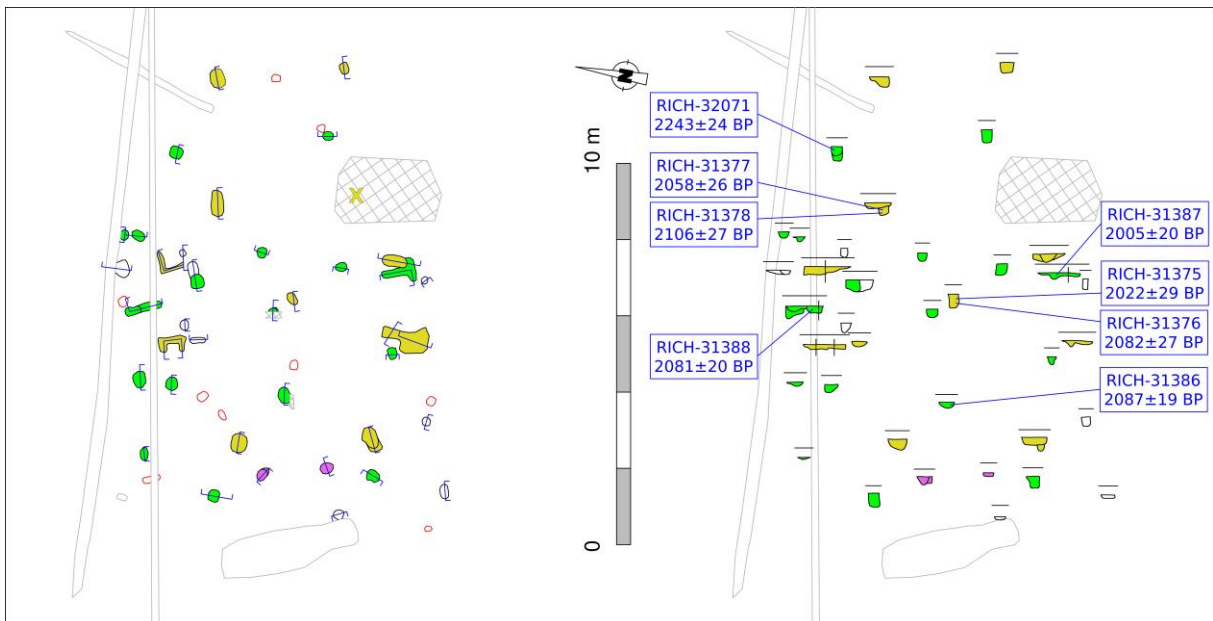 N
10 m
0
X
RICH-32071
2243±24 BP
RICH-31377
2058±26 BP
RICH-31378
2106±27 BP
RICH-31387
2005±20 BP
RICH-31375
2022±29 BP
RICH-31376
2082±27 BP
RICH-31388
2081±20 BP
RICH-31386
2087±19 BP